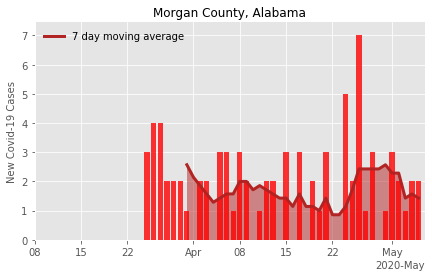 Morgan County, Alabama
7 day moving average
New Covid-19 Cases
7
6
5
4
3
2
1
0
08 15 22 Apr 08 15 22 May
2020-May